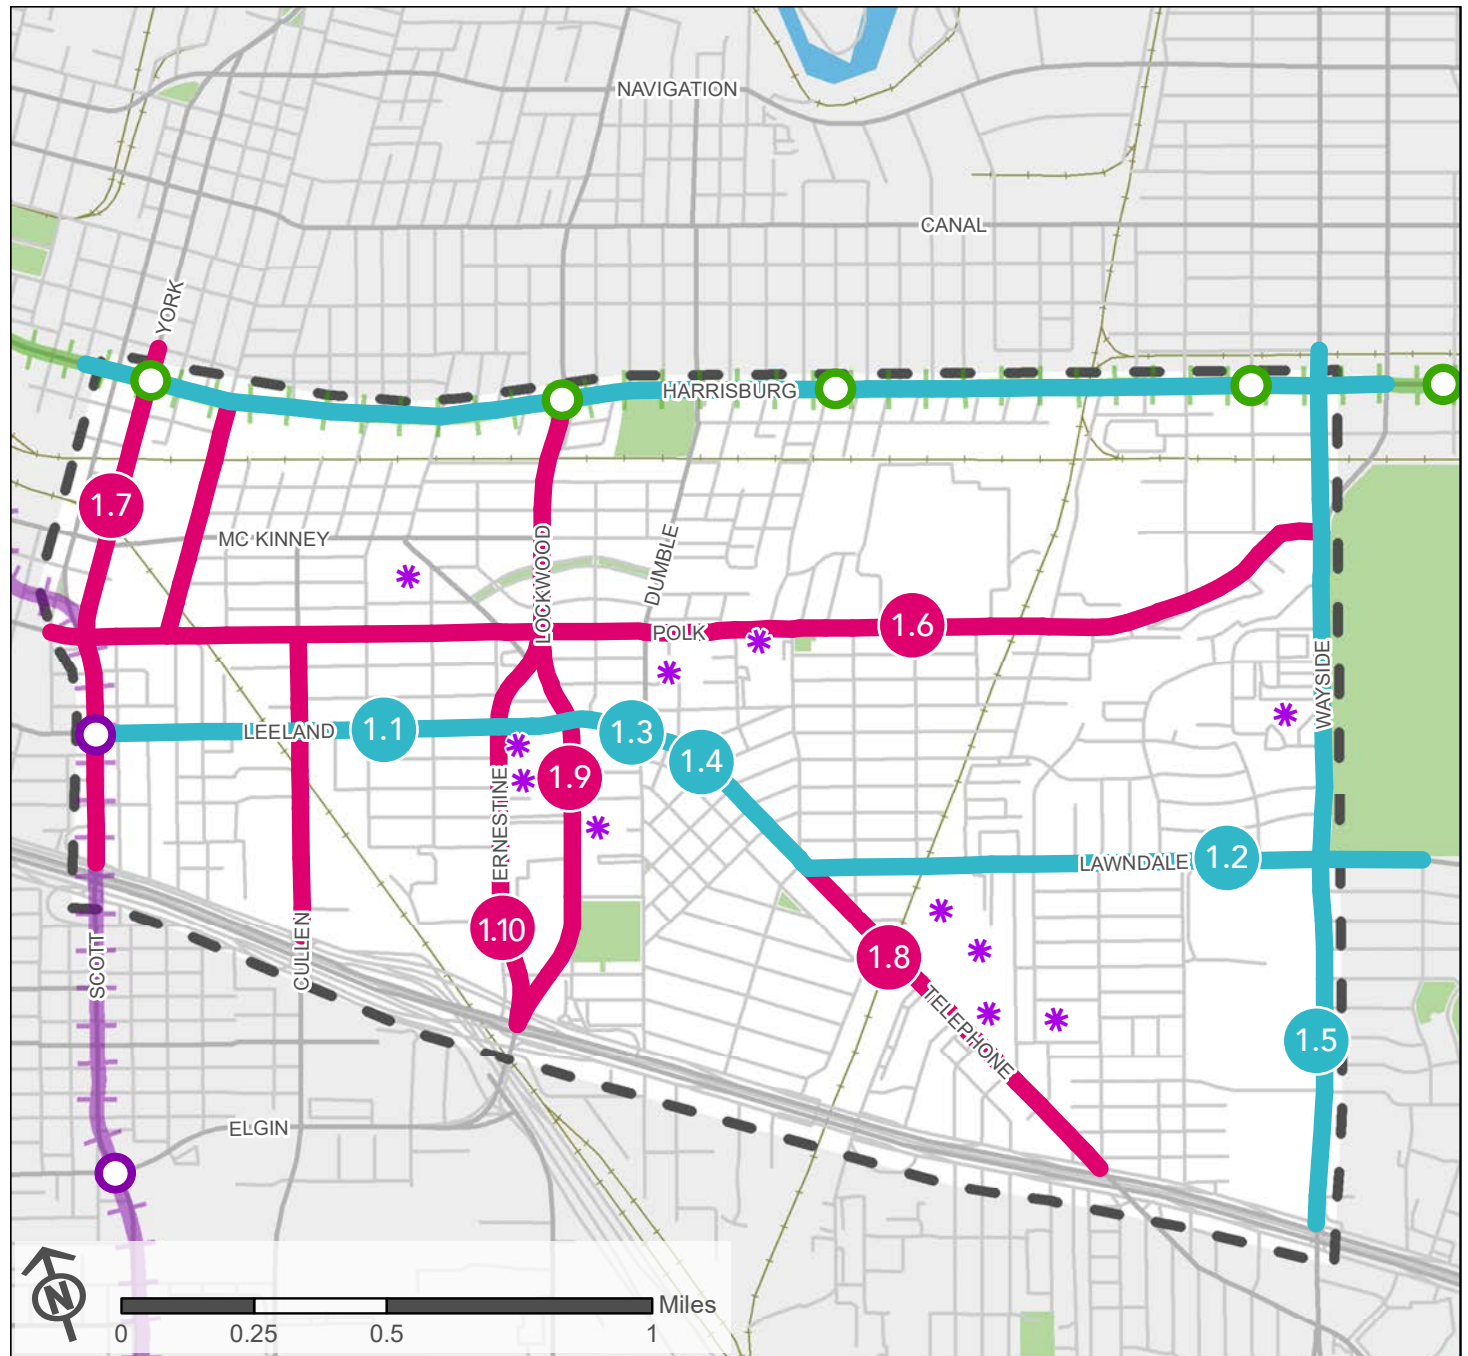 NAVIGATION
CANAL
YORK
HARRISBURG
1.7
MC KINNEY
LOCKWOOD
DUMBLE
POLK
1.6
WAYSIDE
LEELAND
1.1
1.3
1.4
1.9
ERNESTINE
LAWNDALE
1.2
1.10
CULLEN
SCOTT
1.8
TELEPHONE
1.5
ELGIN
N
Miles
0
0.25
0.5
1